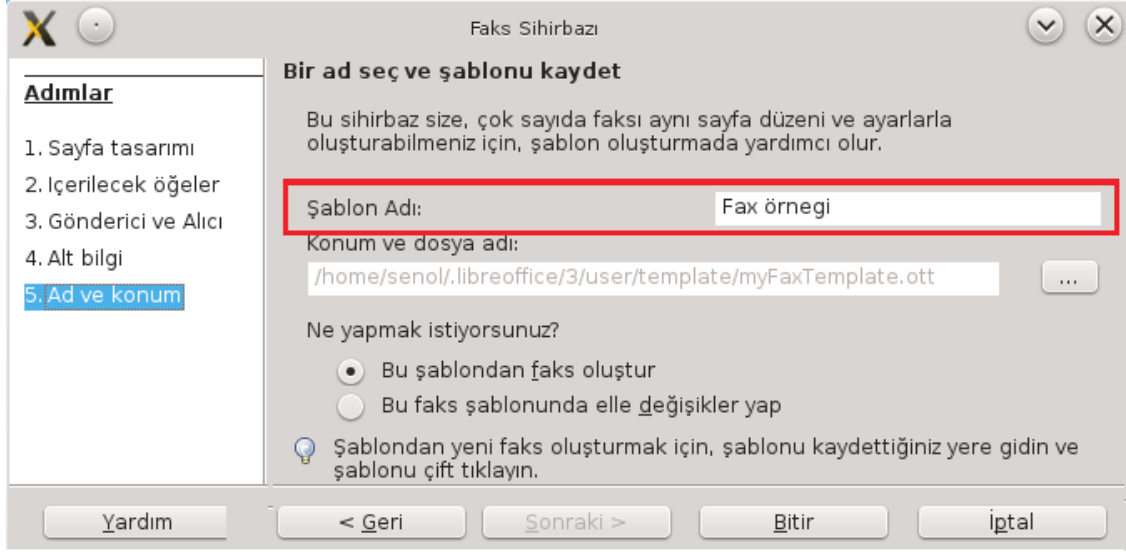 Faks Sihirbazı
Adımlar
1. Sayfa tasarımı
2. Içerilecek öğeler
3. Gönderici ve Alıcı
4. Alt bilgi
5. Ad ve konum
Bir ad seç ve şablonu kaydet
Bu sihirbaz size, çok sayıda faksı aynı sayfa düzeni ve ayarlarla
oluşturabilmeniz için, şablon oluşturmada yardımcı olur.
Şablon Adı: Fax örnegi
Konum ve dosya adı:
/home/senol/.libreoffice/3/user/template/myFaxTemplate.ott ...
Ne yapmak istiyorsunuz?
Bu şablondan faks oluştur
Bu faks şablonunda elle değişikler yap
Şablondan yeni faks oluşturmak için, şablonu kaydettiğiniz yere gidin ve
şablonu çift tıklayın.
Yardım < Geri Sonraki > Bitir İptal